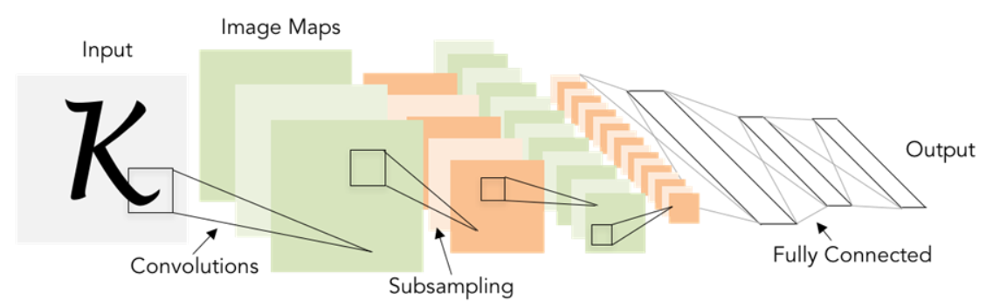 Input
Image Maps
K
Convolutions
Subsampling
Fully Connected
Output